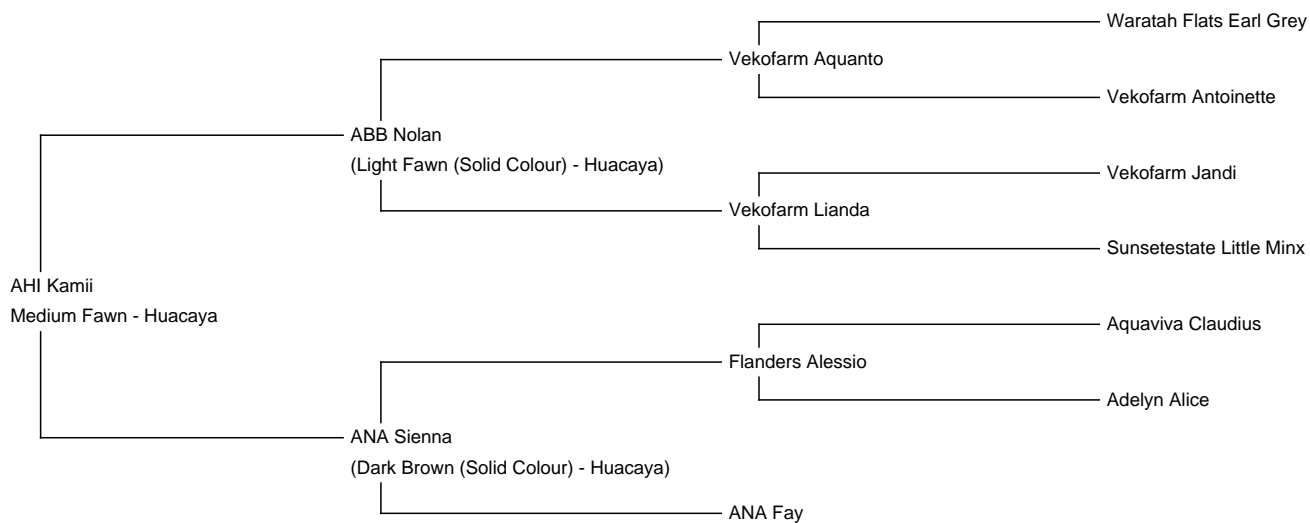 Waratah Flats Earl Grey
Vekofarm Aquanto
Vekofarm Antoinette
ABB Nolan
(Light Fawn (Solid Colour) - Huacaya)
Vekofarm Jandi
Vekofarm Lianda
Sunsetestate Little Minx
AHI Kamii
Medium Fawn - Huacaya
Aquaviva Claudius
Flanders Alessio
Adelyn Alice
ANA Sienna
(Dark Brown (Solid Colour) - Huacaya)
ANA Fay